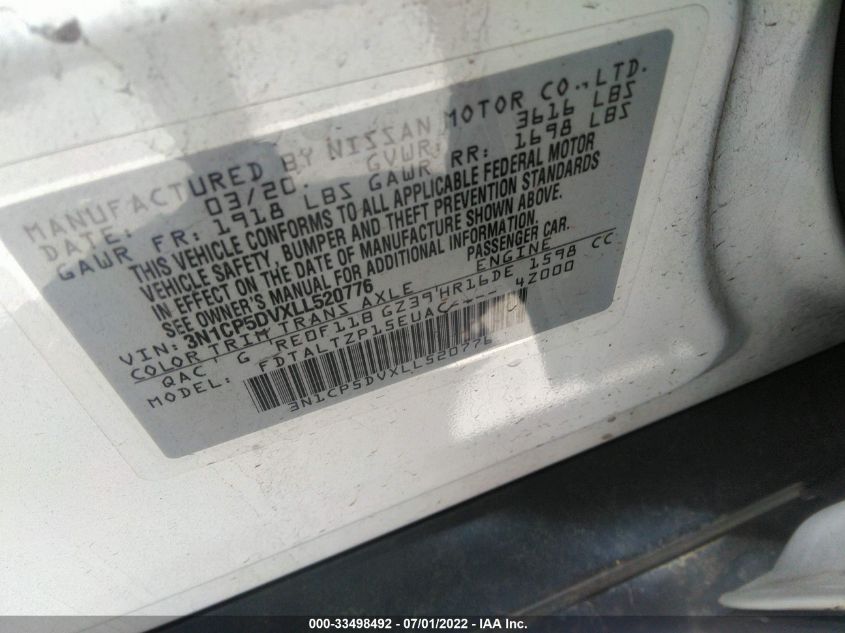 MANUFACTURED BY NISSAN MOTOR CO., LTD.
DATE: 03/20 GVWR: 3616 LBS
GAWR FR: 1918 LBS GAWR RR: 1698 LBS
THIS VEHICLE CONFORMS TO ALL APPLICABLE FEDERAL MOTOR
VEHICLE SAFETY, BUMPER AND THEFT PREVENTION STANDARDS
IN EFFECT ON THE DATE OF MANUFACTURE SHOWN ABOVE.
SEE OWNER'S MANUAL FOR ADDITIONAL INFORMATION.
VIN: 3N1CP5DVXLL520776 PASSENGER CAR.
COLOR TRIM TRANS AXLE ENGINE
QAC G RE0F11B GZ39 HR16DE 1598 CC
MODEL: FDTALTZP15EUAC---- 4Z000
3N1CP5DVXLL520776
000-33498492 - 07/01/2022 - IAA Inc.